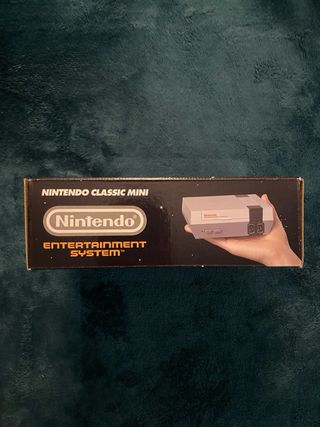 NINTENDO CLASSIC MINI
Nintendo®
ENTERTAINMENT
SYSTEM™